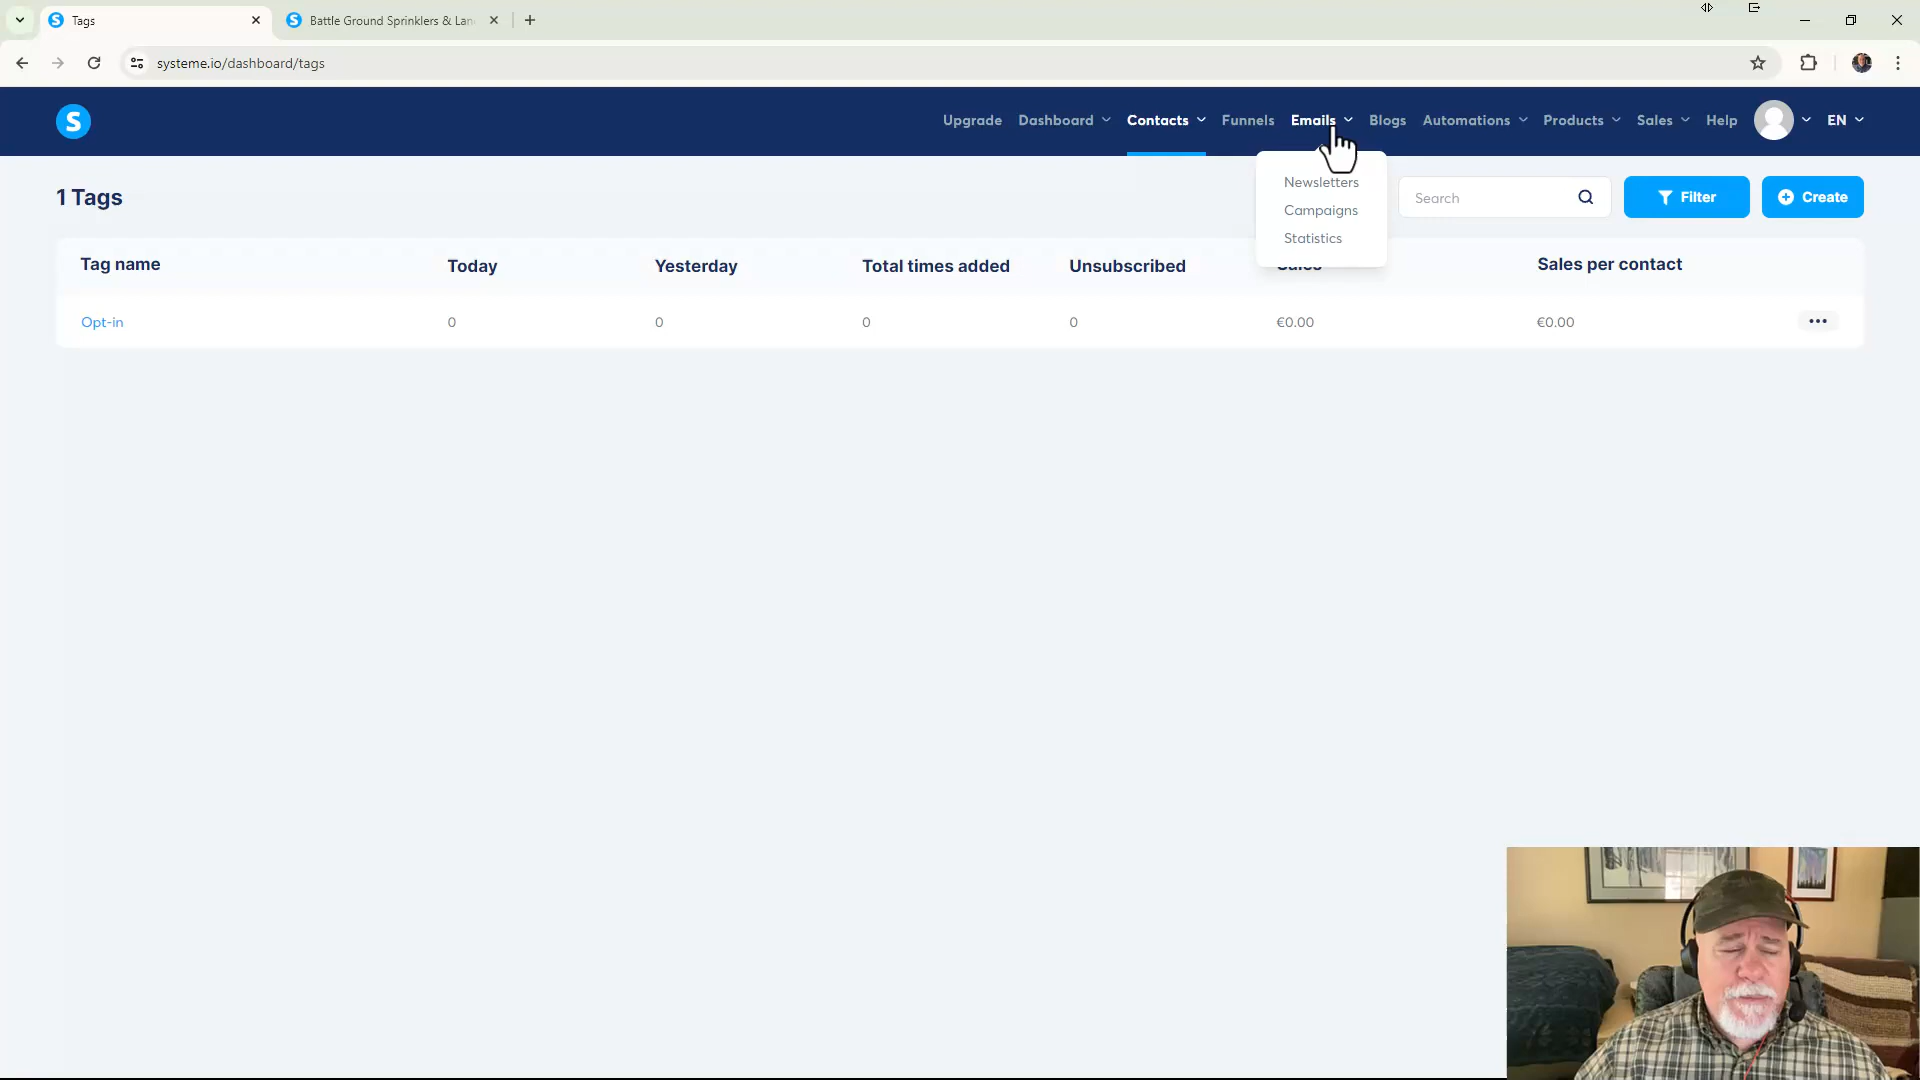 Tags
Battle Ground Sprinklers & Lan
systeme.io/dashboard/tags
S
Upgrade Dashboard Contacts Funnels Emails Blogs Automations Products Sales Help EN
Newsletters
Campaigns
Statistics
1 Tags
Search
Filter
Create
Tag name Today Yesterday Total times added Unsubscribed Sales Sales per contact
Opt-in 0 0 0 0 €0.00 €0.00